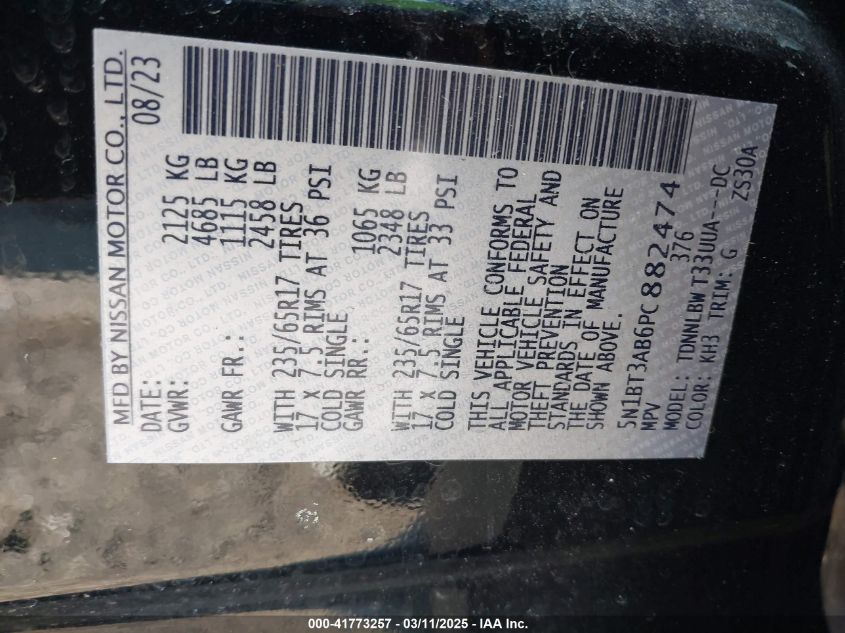 MFD BY NISSAN MOTOR CO., LTD.
DATE: 08/23
GVWR: 2125 KG
4685 LB
GAWR FR.: 1115 KG
2458 LB
WITH 235/65R17 TIRES
17 X 7.5 RIMS AT 36 PSI
COLD SINGLE
GAWR RR.: 1065 KG
2348 LB
WITH 235/65R17 TIRES
17 X 7.5 RIMS AT 33 PSI
COLD SINGLE
THIS VEHICLE CONFORMS TO
ALL APPLICABLE FEDERAL
MOTOR VEHICLE SAFETY AND
THEFT PREVENTION
STANDARDS IN EFFECT ON
THE DATE OF MANUFACTURE
SHOWN ABOVE.
5N1BT3AB6PC882474
MPV 376
MODEL: TDNNLBW T33UUA---DC
COLOR: KH3 TRIM: G ZS30A
000-41773257 - 03/11/2025 - IAA Inc.